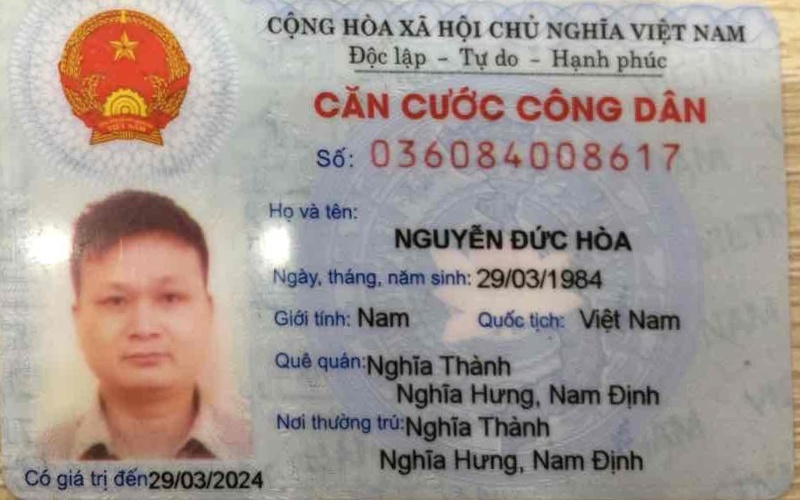 CỘNG HÒA XÃ HỘI CHỦ NGHĨA VIỆT NAM
Độc lập - Tự do - Hạnh phúc
CĂN CƯỚC CÔNG DÂN
Số: 036084008617
Họ và tên:
NGUYỄN ĐỨC HÒA
Ngày, tháng, năm sinh: 29/03/1984
Giới tính: Nam Quốc tịch: Việt Nam
Quê quán: Nghĩa Thành
Nghĩa Hưng, Nam Định
Nơi thường trú: Nghĩa Thành
Nghĩa Hưng, Nam Định
Có giá trị đến 29/03/2024